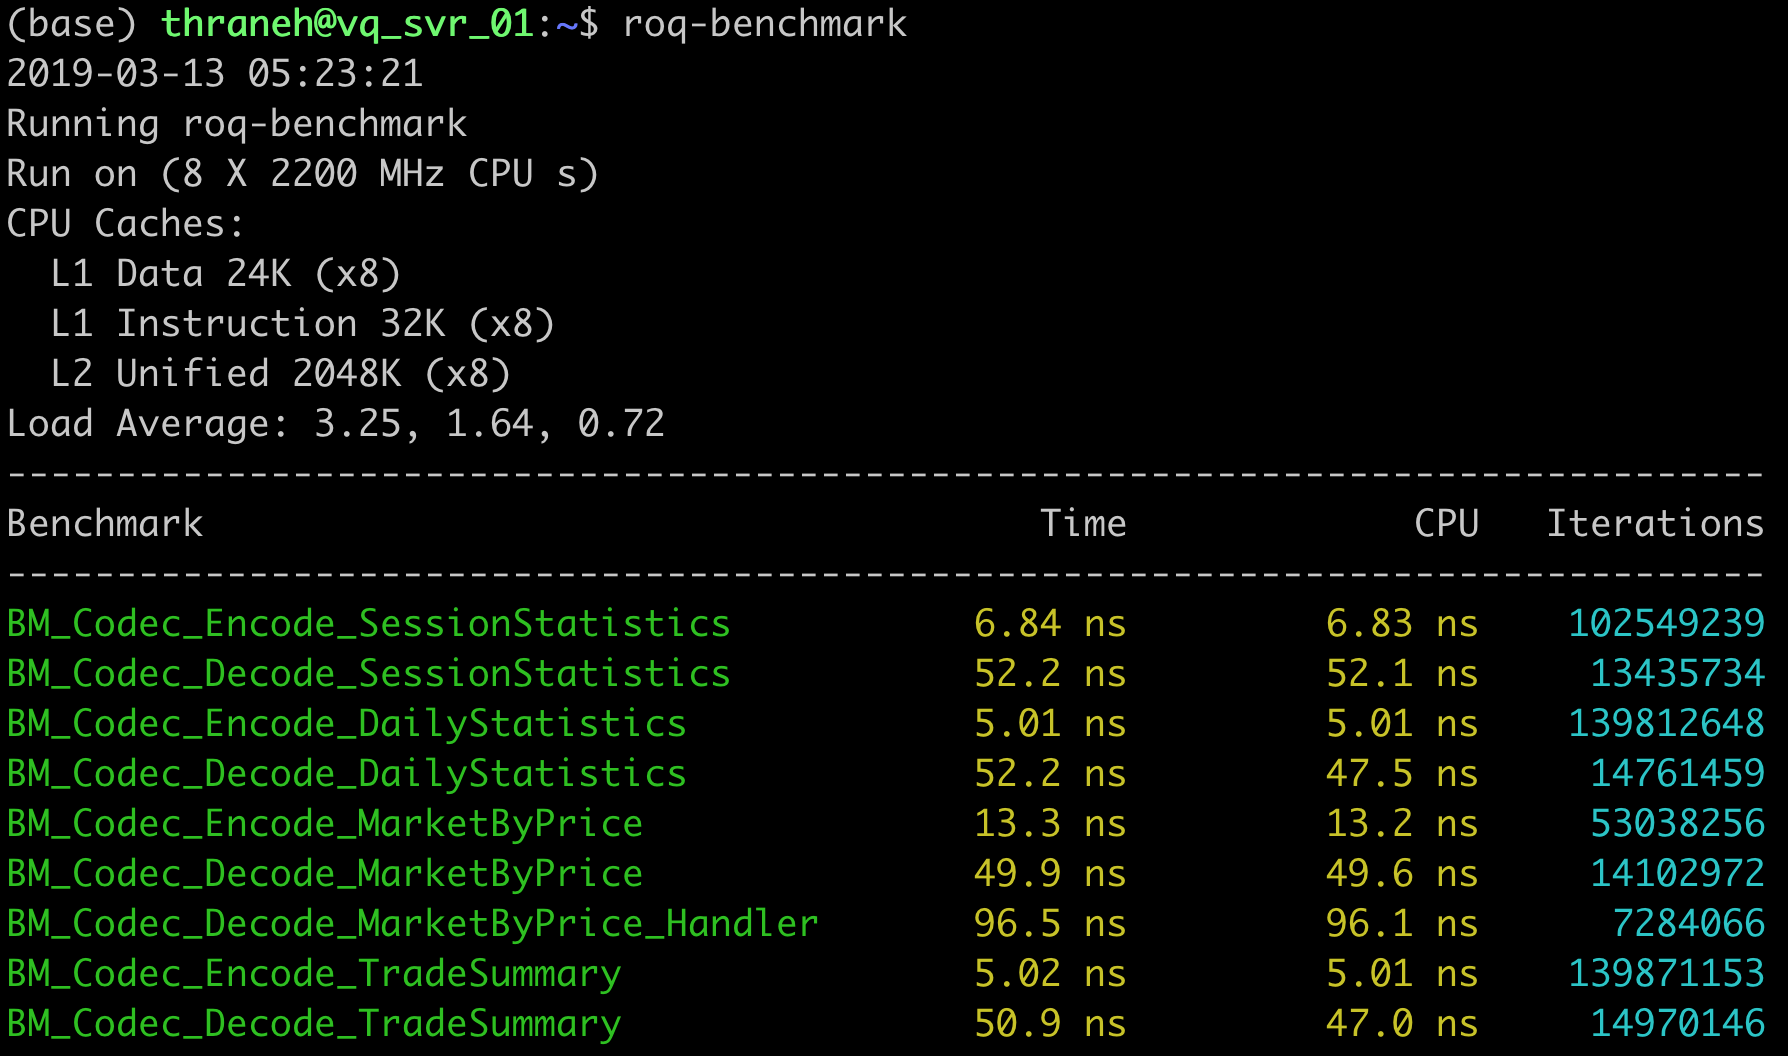 (base) thraneh@vq_svr_01:~$ roq-benchmark
2019-03-13 05:23:21
Running roq-benchmark
Run on (8 X 2200 MHz CPU s)
CPU Caches:
  L1 Data 24K (x8)
  L1 Instruction 32K (x8)
  L2 Unified 2048K (x8)
Load Average: 3.25, 1.64, 0.72
--------------------------------------------------------------------------------
Benchmark                                      Time             CPU   Iterations
--------------------------------------------------------------------------------
BM_Codec_Encode_SessionStatistics           6.84 ns         6.83 ns    102549239
BM_Codec_Decode_SessionStatistics           52.2 ns         52.1 ns     13435734
BM_Codec_Encode_DailyStatistics             5.01 ns         5.01 ns    139812648
BM_Codec_Decode_DailyStatistics             52.2 ns         47.5 ns     14761459
BM_Codec_Encode_MarketByPrice               13.3 ns         13.2 ns     53038256
BM_Codec_Decode_MarketByPrice               49.9 ns         49.6 ns     14102972
BM_Codec_Decode_MarketByPrice_Handler       96.5 ns         96.1 ns      7284066
BM_Codec_Encode_TradeSummary                5.02 ns         5.01 ns    139871153
BM_Codec_Decode_TradeSummary                50.9 ns         47.0 ns     14970146